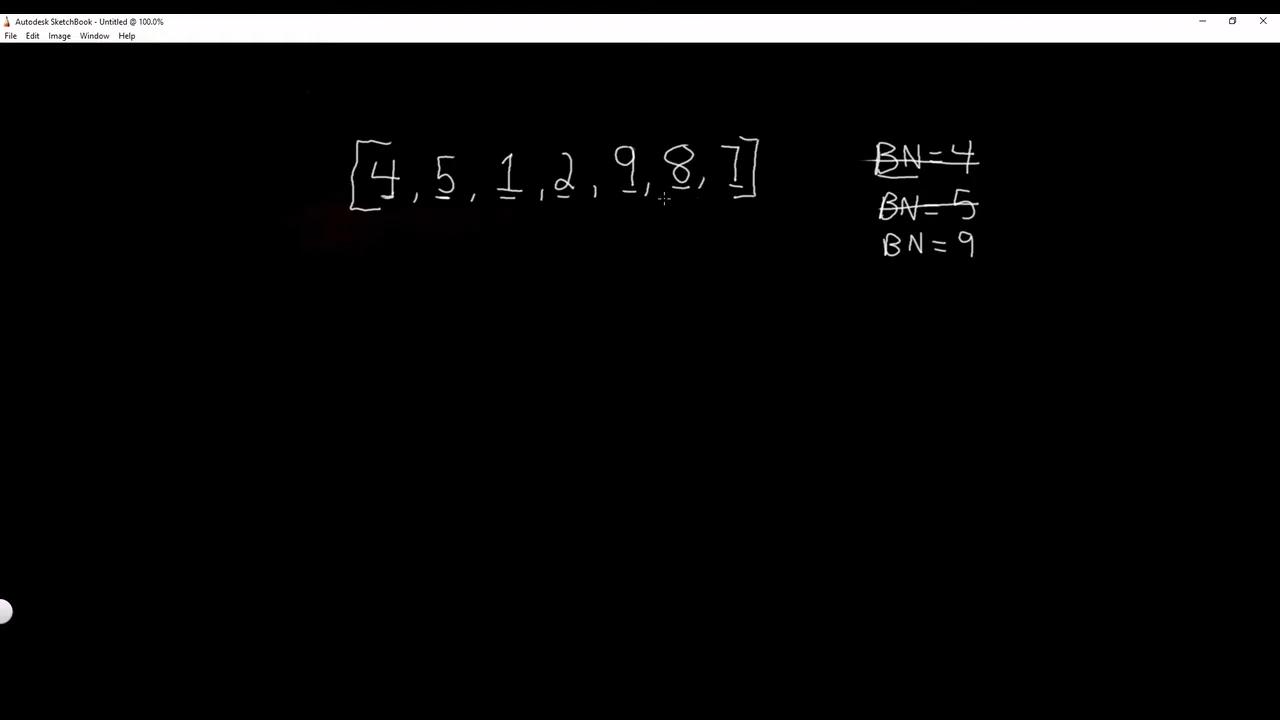 Autodesk SketchBook - Untitled @ 100.0%
File Edit Image Window Help
[4, 5, 1, 2, 9, 8, 7]
BN = 4
BN = 5
BN = 9